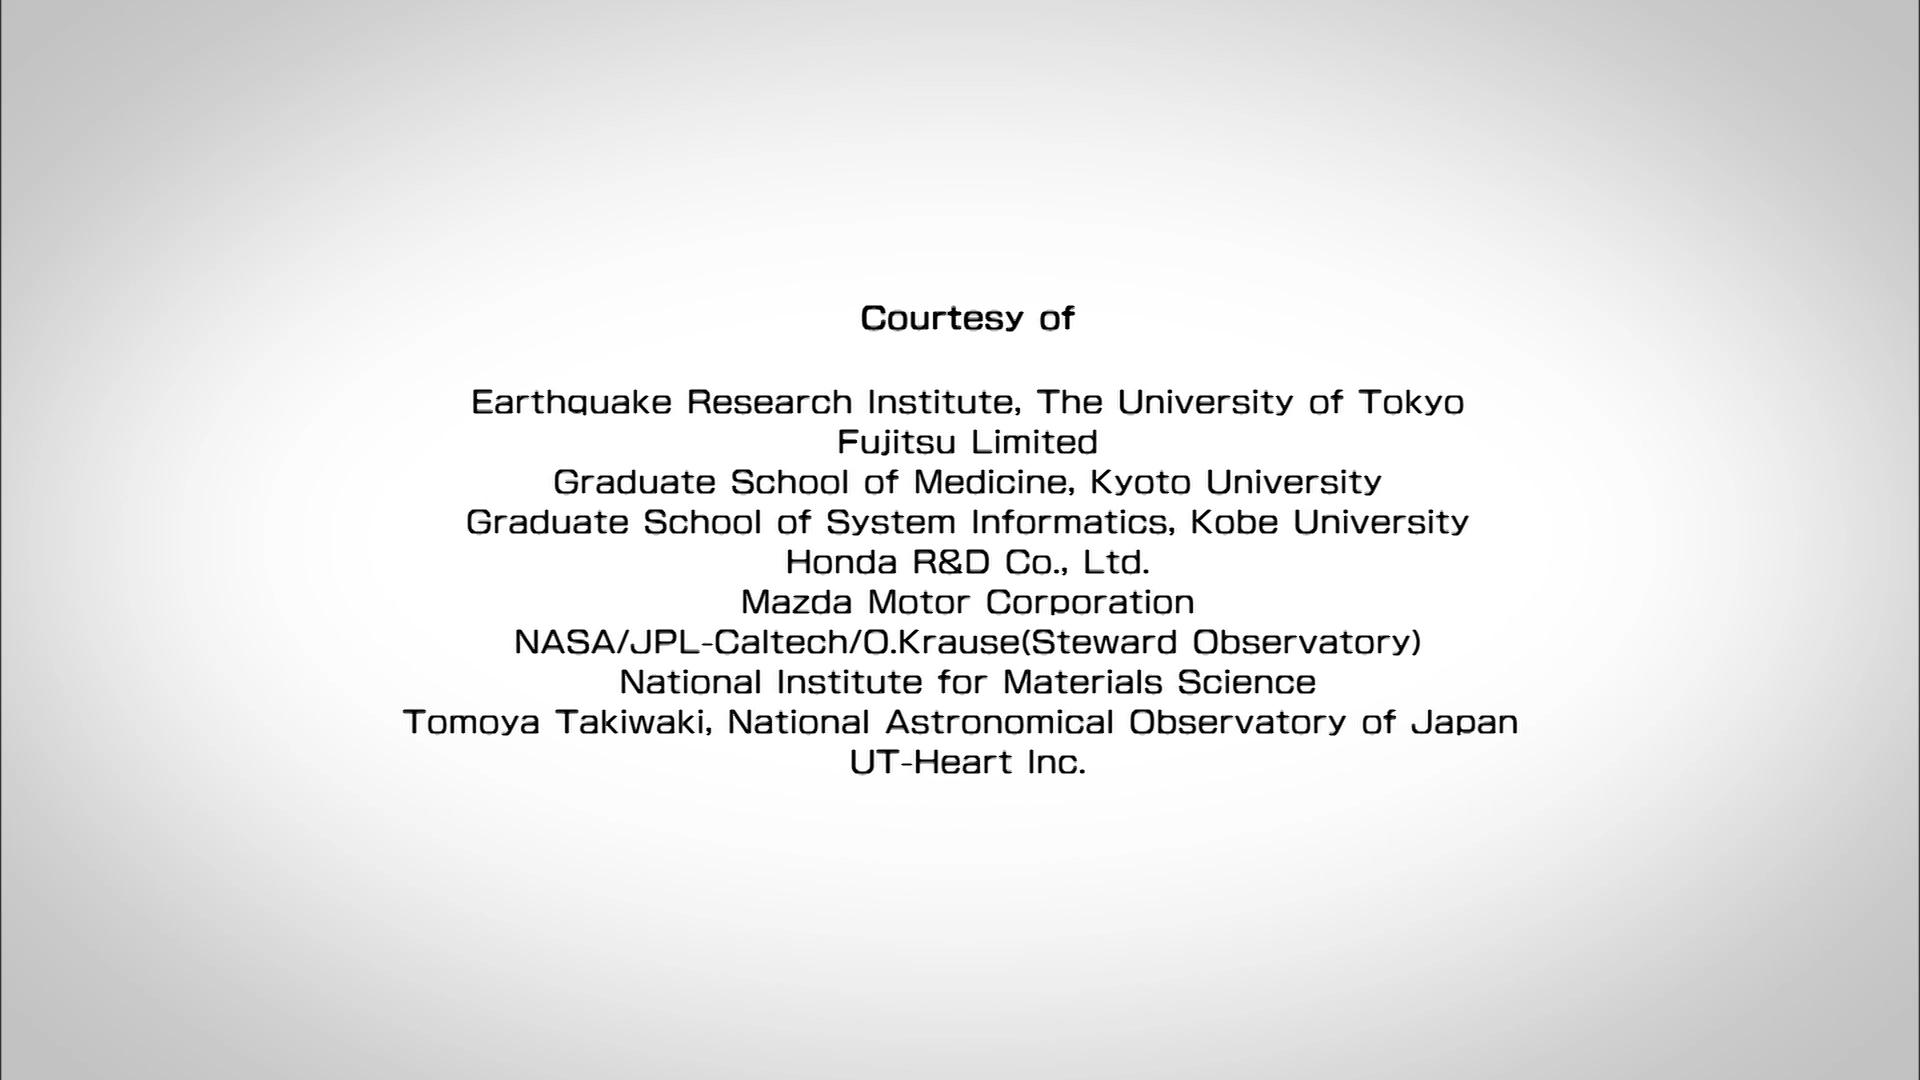 Courtesy of
Earthquake Research Institute, The University of Tokyo
Fujitsu Limited
Graduate School of Medicine, Kyoto University
Graduate School of System Informatics, Kobe University
Honda R&D Co., Ltd.
Mazda Motor Corporation
NASA/JPL-Caltech/O.Krause(Steward Observatory)
National Institute for Materials Science
Tomoya Takiwaki, National Astronomical Observatory of Japan
UT-Heart Inc.